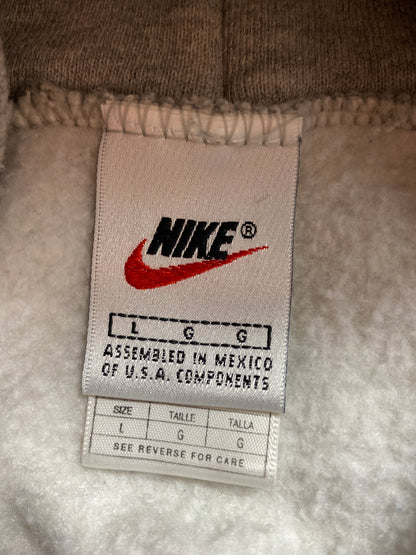 NIKE®
L G G
ASSEMBLED IN MEXICO
OF U.S.A. COMPONENTS
SIZE TAILLE TALLA
L G G
SEE REVERSE FOR CARE